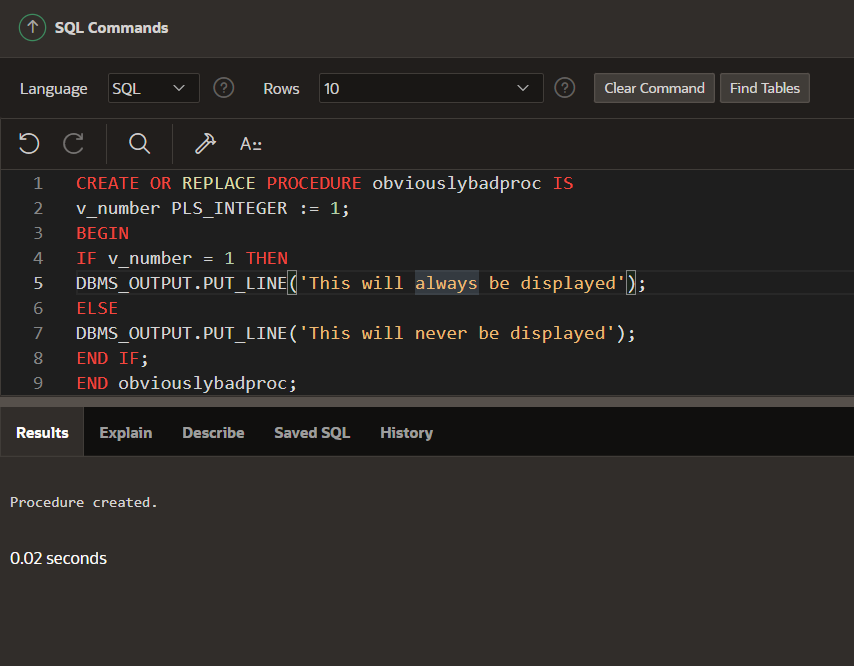 SQL Commands
Language SQL ? Rows 10 ? Clear Command Find Tables
A::
1 CREATE OR REPLACE PROCEDURE obviouslybadproc IS
2 v_number PLS_INTEGER := 1;
3 BEGIN
4 IF v_number = 1 THEN
5 DBMS_OUTPUT.PUT_LINE('This will always be displayed');
6 ELSE
7 DBMS_OUTPUT.PUT_LINE('This will never be displayed');
8 END IF;
9 END obviouslybadproc;
Results Explain Describe Saved SQL History
Procedure created.
0.02 seconds